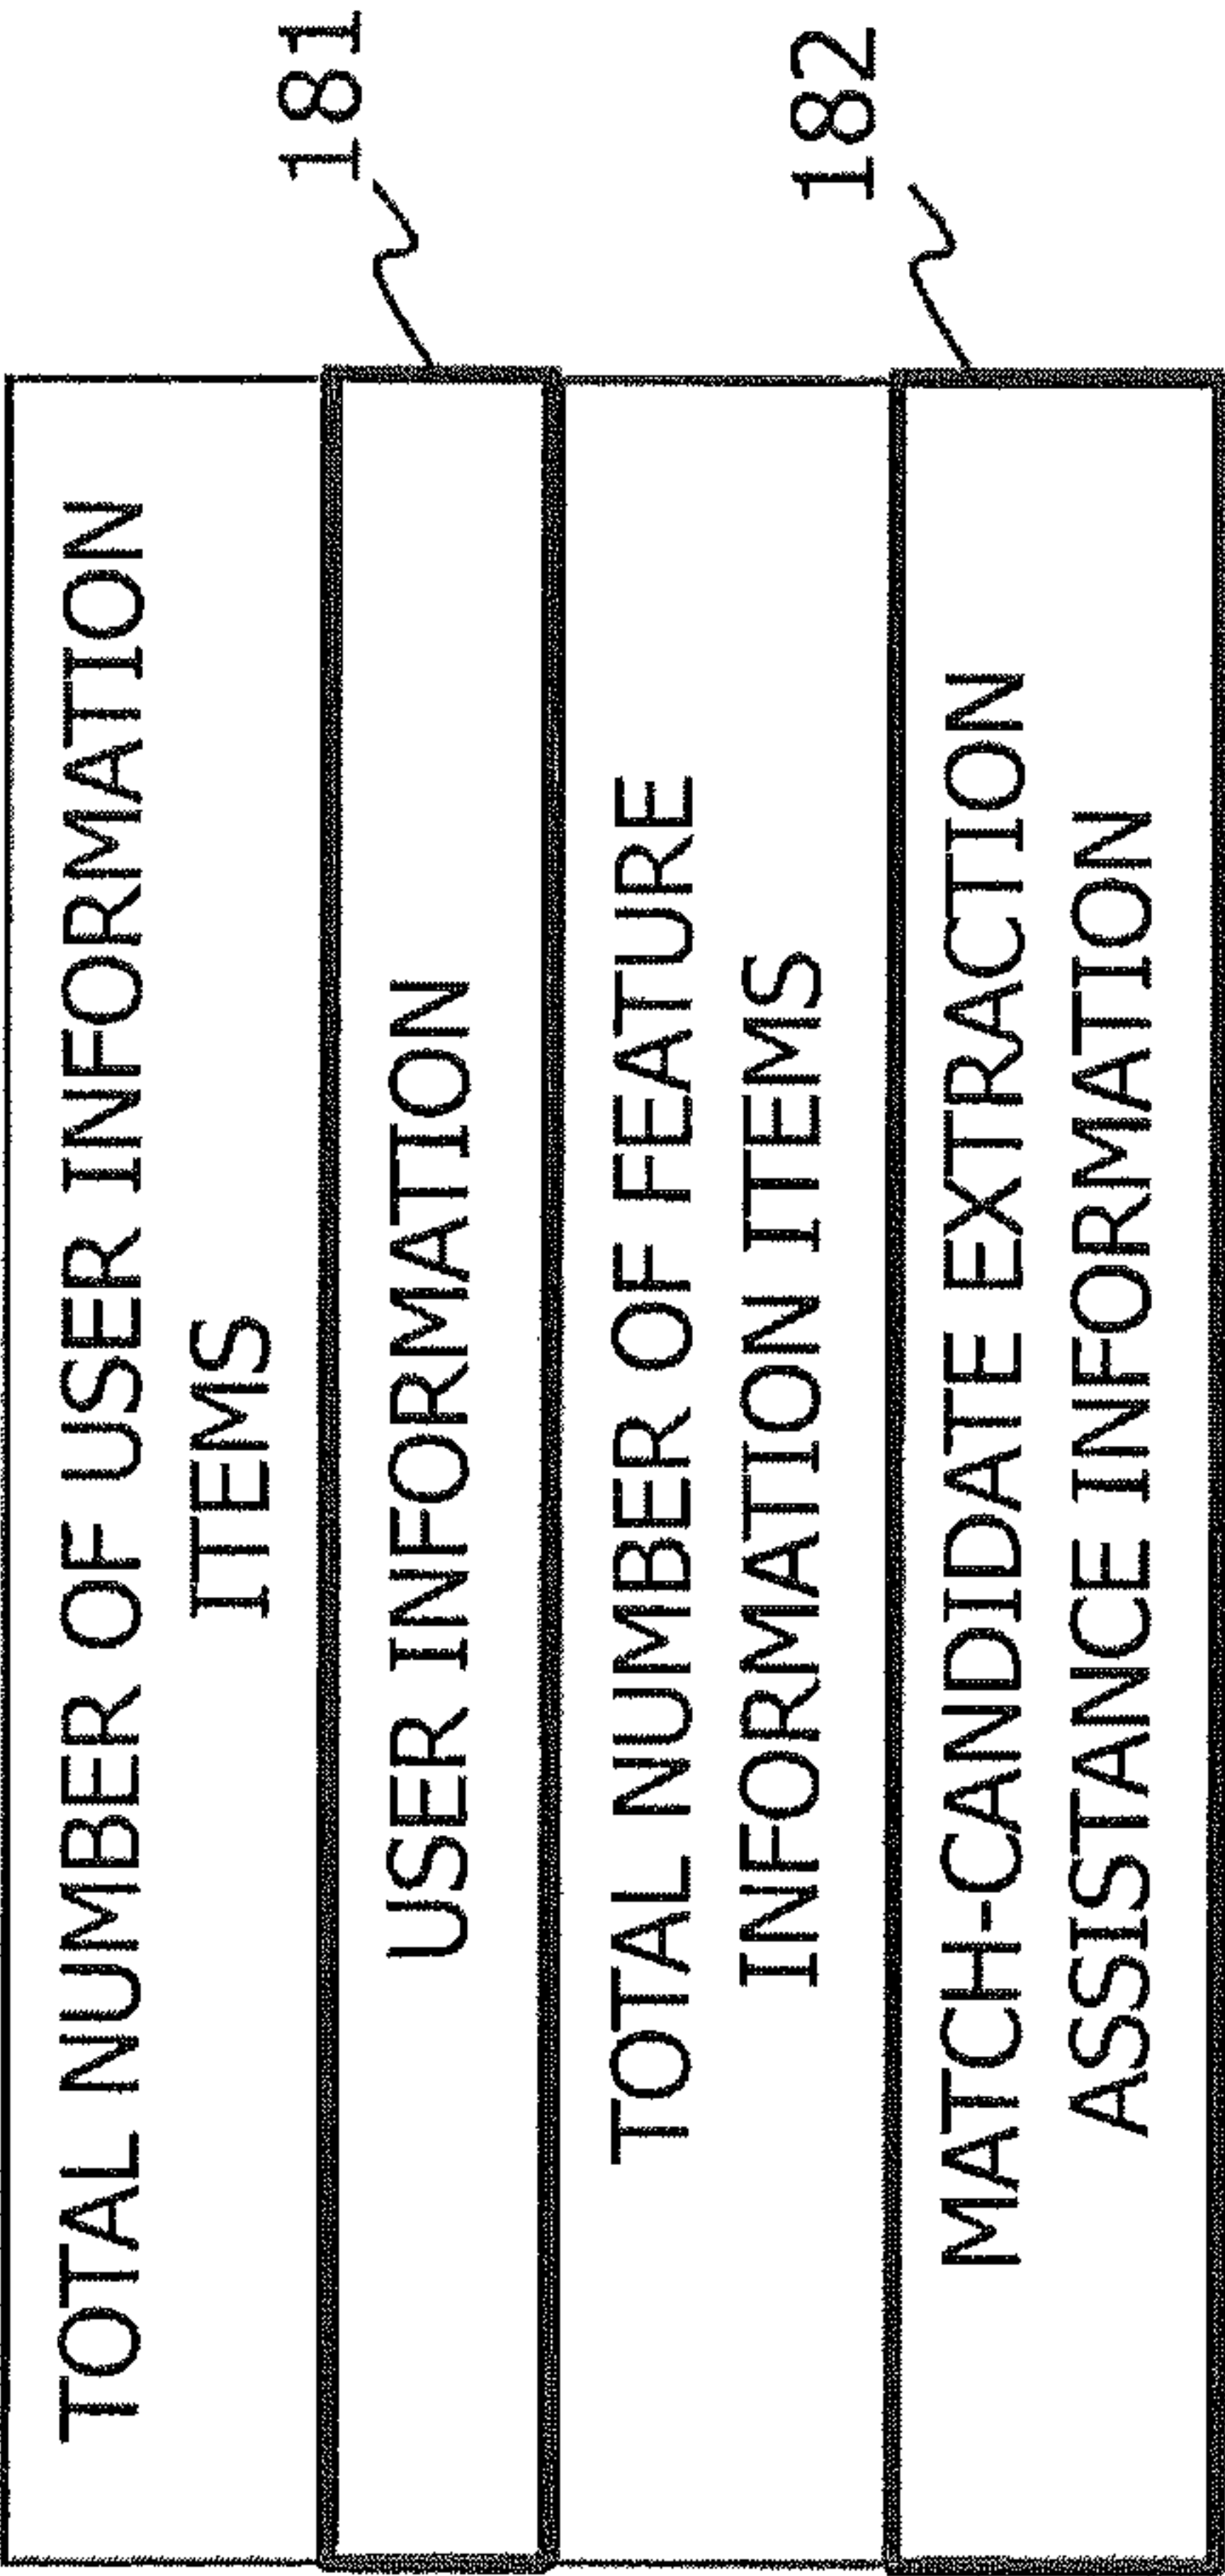 TOTAL NUMBER OF USER INFORMATION
ITEMS
USER INFORMATION
181
TOTAL NUMBER OF FEATURE
INFORMATION ITEMS
MATCH-CANDIDATE EXTRACTION
ASSISTANCE INFORMATION
182